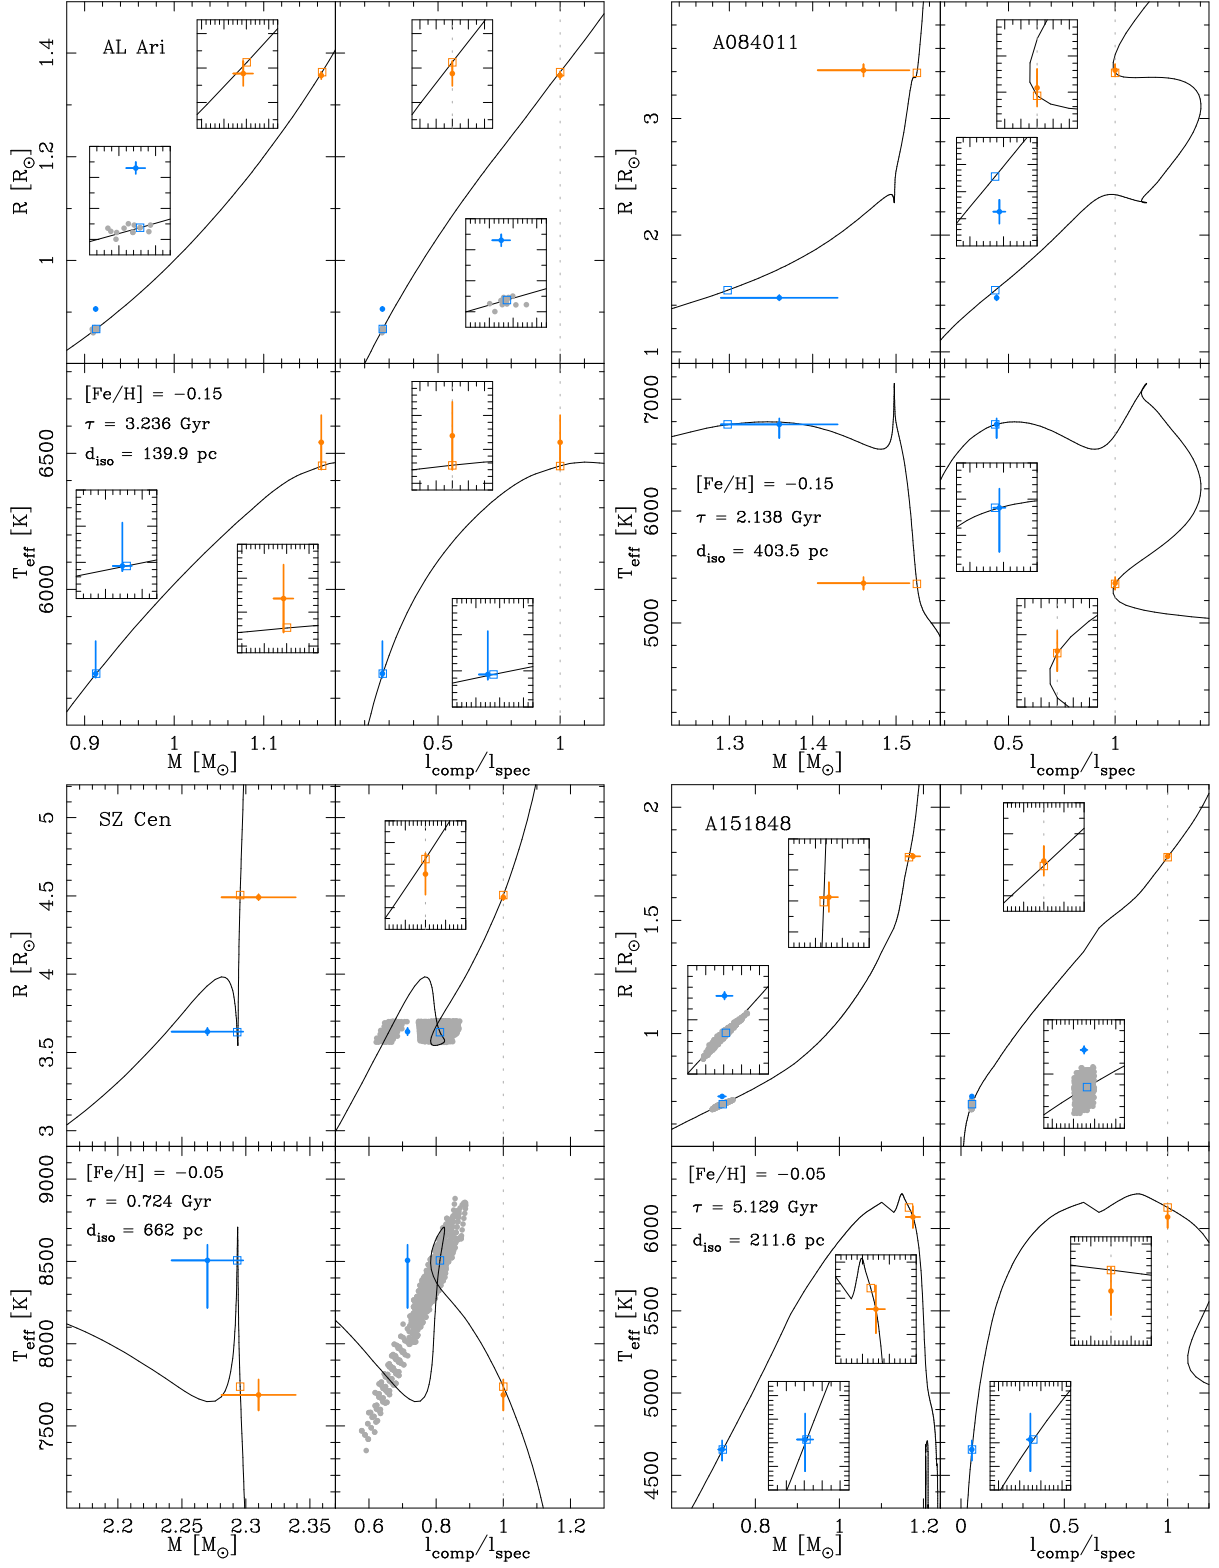 AL Ari
R [R⊙]
1.4
1.2
1
[Fe/H] = −0.15
τ = 3.236 Gyr
d_iso = 139.9 pc
T_eff [K]
6500
6000
0.9 1 1.1
M [M⊙]
0.5 1
l_comp/l_spec
A084011
R [R⊙]
3
2
1
[Fe/H] = −0.15
τ = 2.138 Gyr
d_iso = 403.5 pc
T_eff [K]
7000
6000
5000
1.3 1.4 1.5
M [M⊙]
0.5 1
l_comp/l_spec
SZ Cen
R [R⊙]
5
4.5
4
3.5
3
[Fe/H] = −0.05
τ = 0.724 Gyr
d_iso = 662 pc
T_eff [K]
9000
8500
8000
7500
2.2 2.25 2.3 2.35
M [M⊙]
0.6 0.8 1 1.2
l_comp/l_spec
A151848
R [R⊙]
2
1.5
1
[Fe/H] = −0.05
τ = 5.129 Gyr
d_iso = 211.6 pc
T_eff [K]
6000
5500
5000
4500
0.8 1 1.2
M [M⊙]
0 0.5 1
l_comp/l_spec